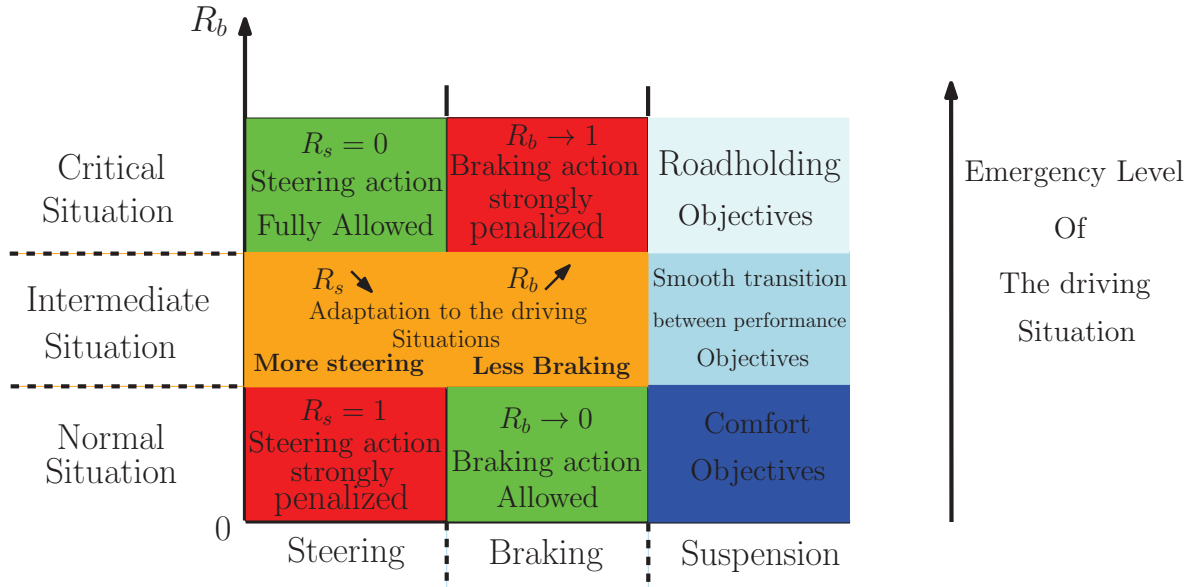 R_b
Critical
Situation
R_s = 0
Steering action
Fully Allowed
R_b → 1
Braking action
strongly
penalized
Roadholding
Objectives
Intermediate
Situation
R_s ↘
R_b ↗
Adaptation to the driving
Situations
More steering
Less Braking
Smooth transition
between performance
Objectives
Normal
Situation
R_s = 1
Steering action
strongly
penalized
R_b → 0
Braking action
Allowed
Comfort
Objectives
0
Steering
Braking
Suspension
Emergency Level
Of
The driving
Situation